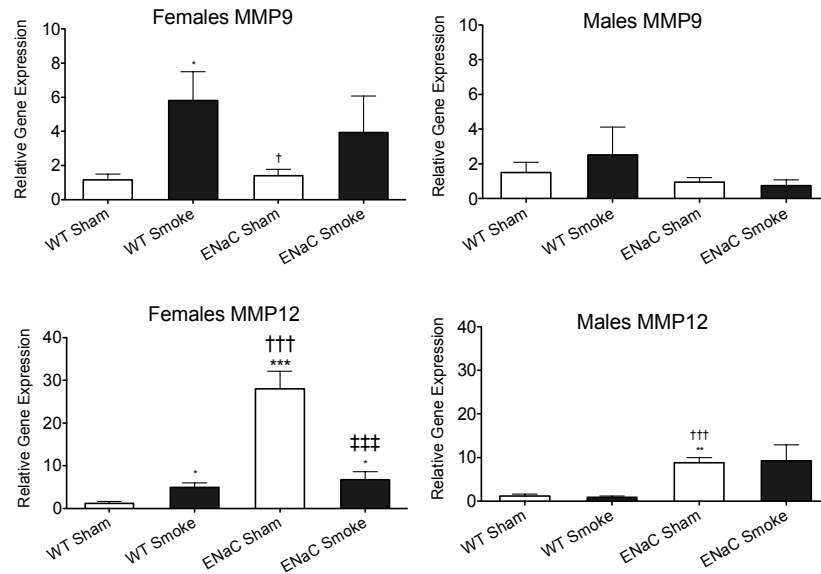 Females MMP9
Relative Gene Expression
10
8
6
4
2
0
*
†
WT Sham
WT Smoke
ENaC Sham
ENaC Smoke
Males MMP9
Relative Gene Expression
10
8
6
4
2
0
WT Sham
WT Smoke
ENaC Sham
ENaC Smoke
Females MMP12
Relative Gene Expression
40
30
20
10
0
*
†††
***
‡‡‡
*
WT Sham
WT Smoke
ENaC Sham
ENaC Smoke
Males MMP12
Relative Gene Expression
40
30
20
10
0
†††
**
WT Sham
WT Smoke
ENaC Sham
ENaC Smoke